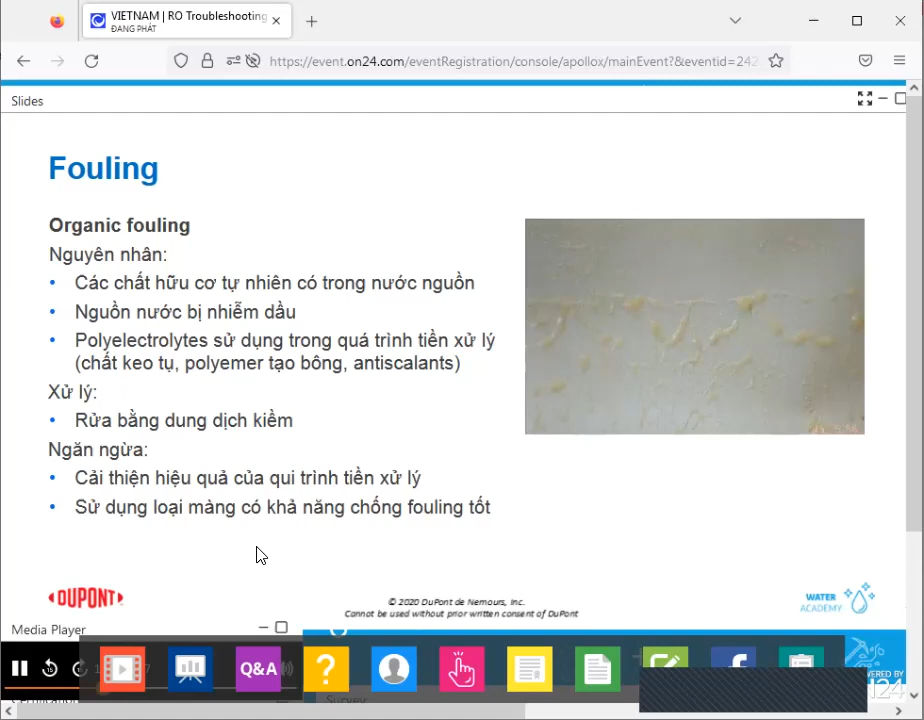 VIETNAM | RO Troubleshooting
ĐANG PHÁT
https://event.on24.com/eventRegistration/console/apollox/mainEvent?&eventid=242
Slides
Fouling
Organic fouling
Nguyên nhân:
• Các chất hữu cơ tự nhiên có trong nước nguồn
• Nguồn nước bị nhiễm dầu
• Polyelectrolytes sử dụng trong quá trình tiền xử lý
(chất keo tụ, polyemer tạo bông, antiscalants)
Xử lý:
• Rửa bằng dung dịch kiềm
Ngăn ngừa:
• Cải thiện hiệu quả của qui trình tiền xử lý
• Sử dụng loại màng có khả năng chống fouling tốt
DUPONT
© 2020 DuPont de Nemours, Inc.
Cannot be used without prior written consent of DuPont
WATER
ACADEMY
Media Player
15
Q&A
?
f
POWERED BY
ON24
Survey